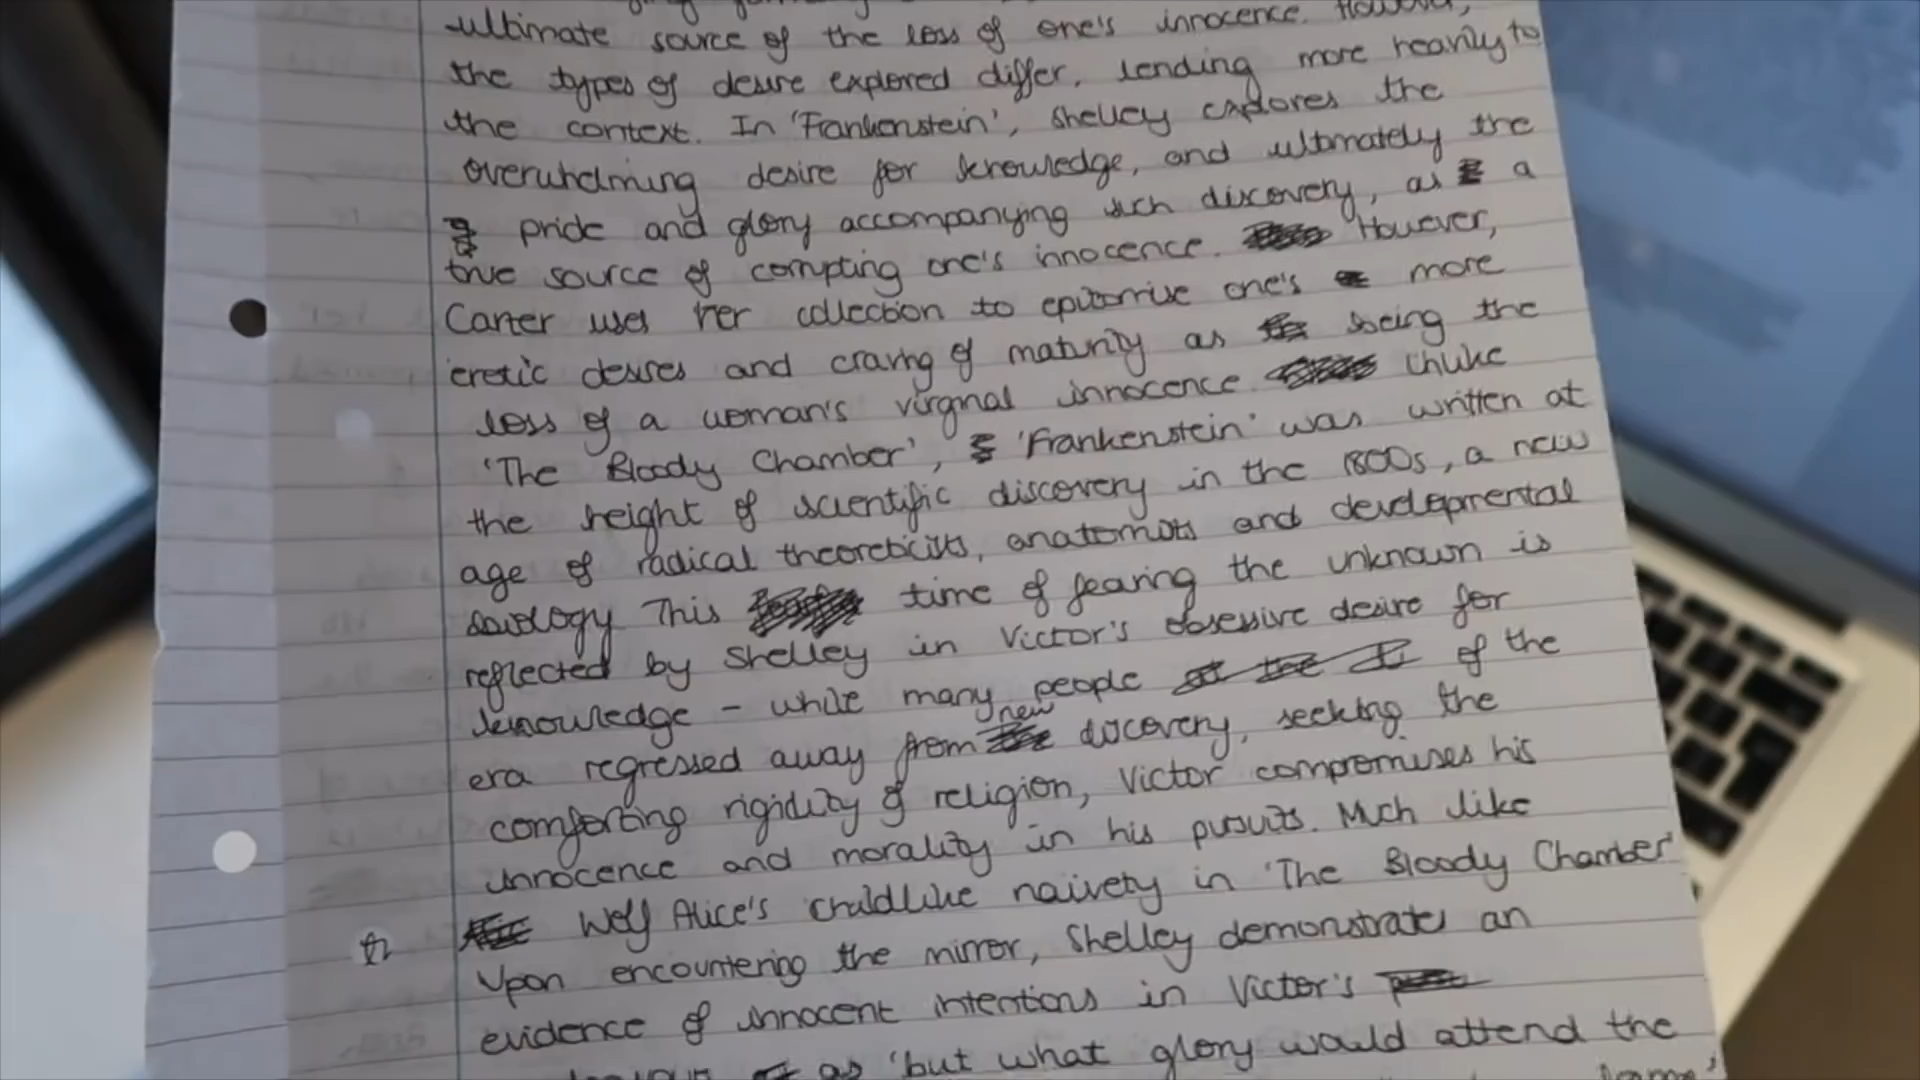 ultimate source of the loss of one's innocence. However,
the types of desire explored differ, lending more heavily to
the context. In 'Frankenstein', Shelley explores the
overwhelming desire for knowledge, and ultimately the
pride and glory accompanying such discovery, as a
true source of corrupting one's innocence. However,
Carter uses her collection to epitomise one's more
erotic desires and craving of maturity as being the
loss of a woman's virginal innocence. Unlike
'The Bloody Chamber', 'Frankenstein' was written at
the height of scientific discovery in the 1800s, a new
age of radical theoreticists, anatomists and developmental
This time of fearing the unknown is
reflected by Shelley in Victor's obsessive desire for
knowledge - while many people of the
era regressed away from new discovery, seeking the
comforting rigidity of religion, Victor compromises his
innocence and morality in his pursuits. Much like
Wolf Alice's childlike naivety in 'The Bloody Chamber'
Upon encountering the mirror, Shelley demonstrates an
evidence of innocent intentions in Victor's
as 'but what glory would attend the